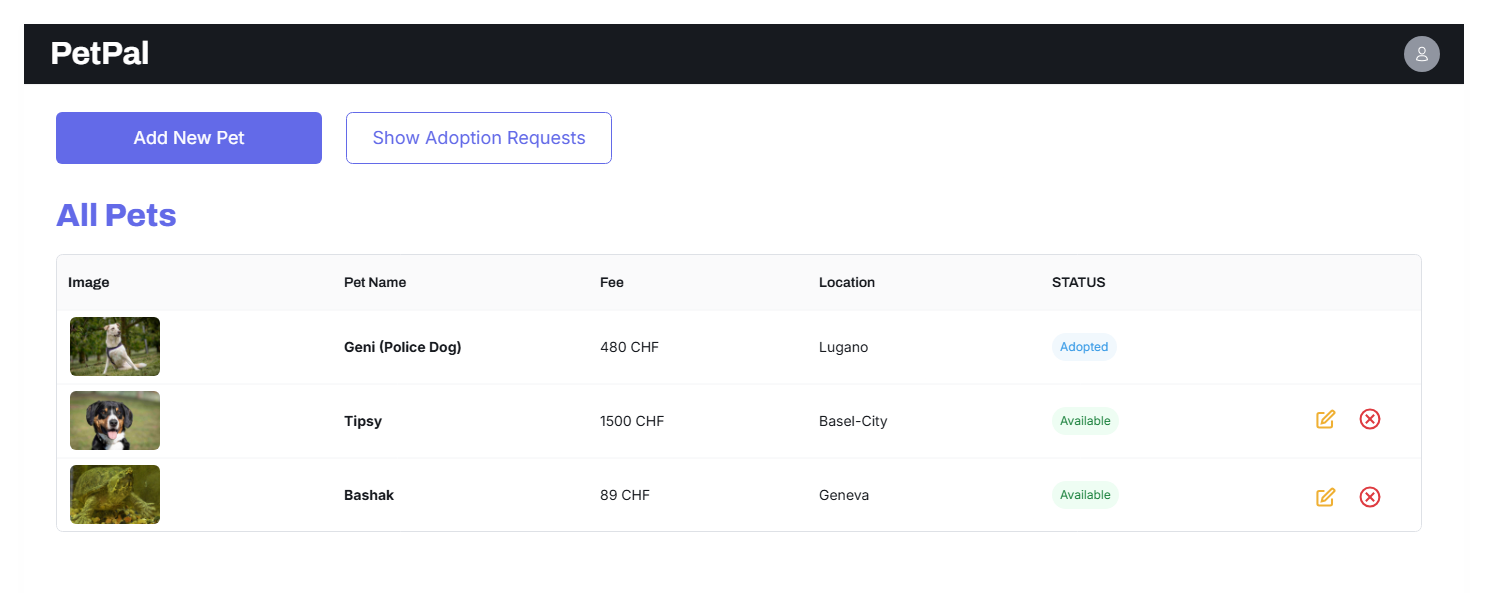 PetPal
Add New Pet Show Adoption Requests
All Pets
Image Pet Name Fee Location STATUS
Geni (Police Dog) 480 CHF Lugano Adopted
Tipsy 1500 CHF Basel-City Available
Bashak 89 CHF Geneva Available